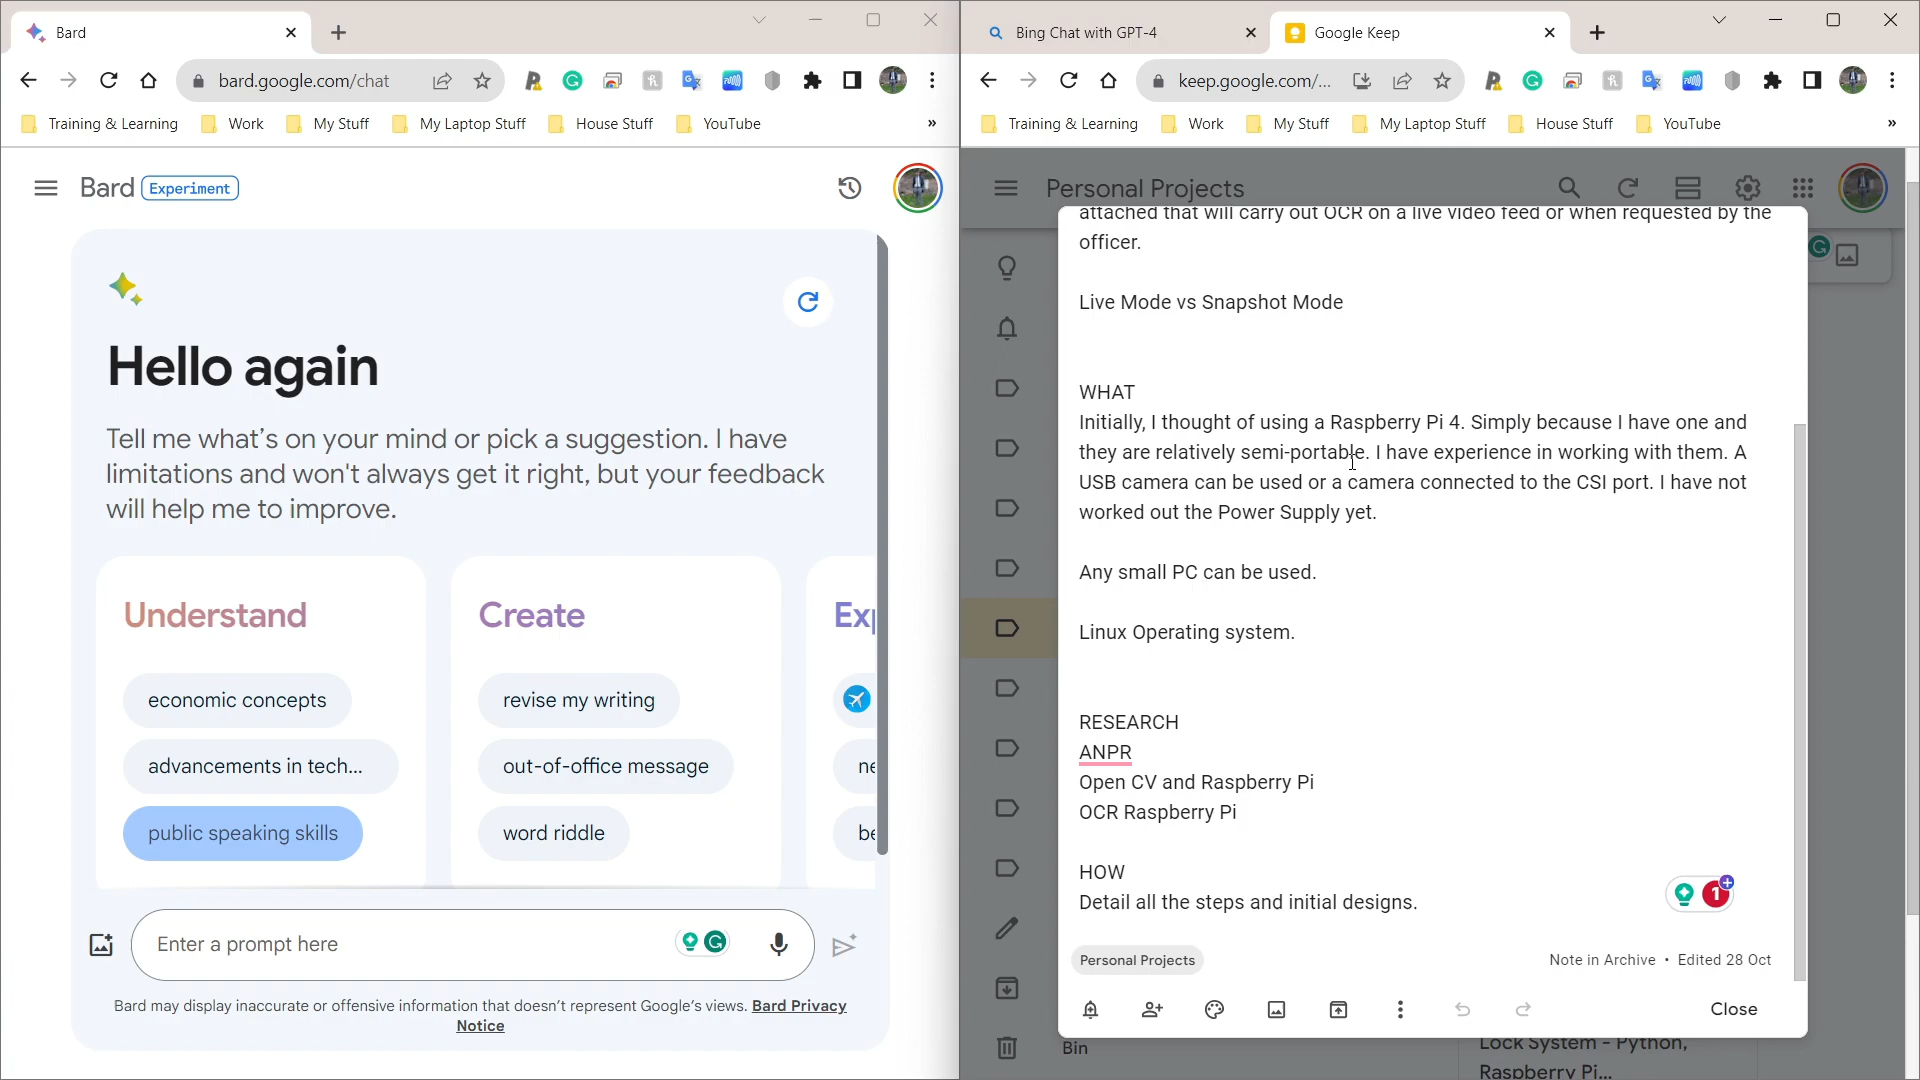 Bard
bard.google.com/chat
Training & Learning
Work
My Stuff
My Laptop Stuff
House Stuff
YouTube
»
Bard
Experiment
Hello again
Tell me what's on your mind or pick a suggestion. I have
limitations and won't always get it right, but your feedback
will help me to improve.
Understand
economic concepts
advancements in tech...
public speaking skills
Create
revise my writing
out-of-office message
word riddle
Enter a prompt here
Bard may display inaccurate or offensive information that doesn't represent Google's views. Bard Privacy
Notice
Bing Chat with GPT-4
Google Keep
keep.google.com/...
Training & Learning
Work
My Stuff
My Laptop Stuff
House Stuff
YouTube
»
Personal Projects
attached that will carry out OCR on a live video feed or when requested by the
officer.
Live Mode vs Snapshot Mode
WHAT
Initially, I thought of using a Raspberry Pi 4. Simply because I have one and
they are relatively semi-portable. I have experience in working with them. A
USB camera can be used or a camera connected to the CSI port. I have not
worked out the Power Supply yet.
Any small PC can be used.
Linux Operating system.
RESEARCH
ANPR
Open CV and Raspberry Pi
OCR Raspberry Pi
HOW
Detail all the steps and initial designs.
1
Personal Projects
Note in Archive • Edited 28 Oct
Close
Bin
Lock System - Python,
Raspberry Pi...